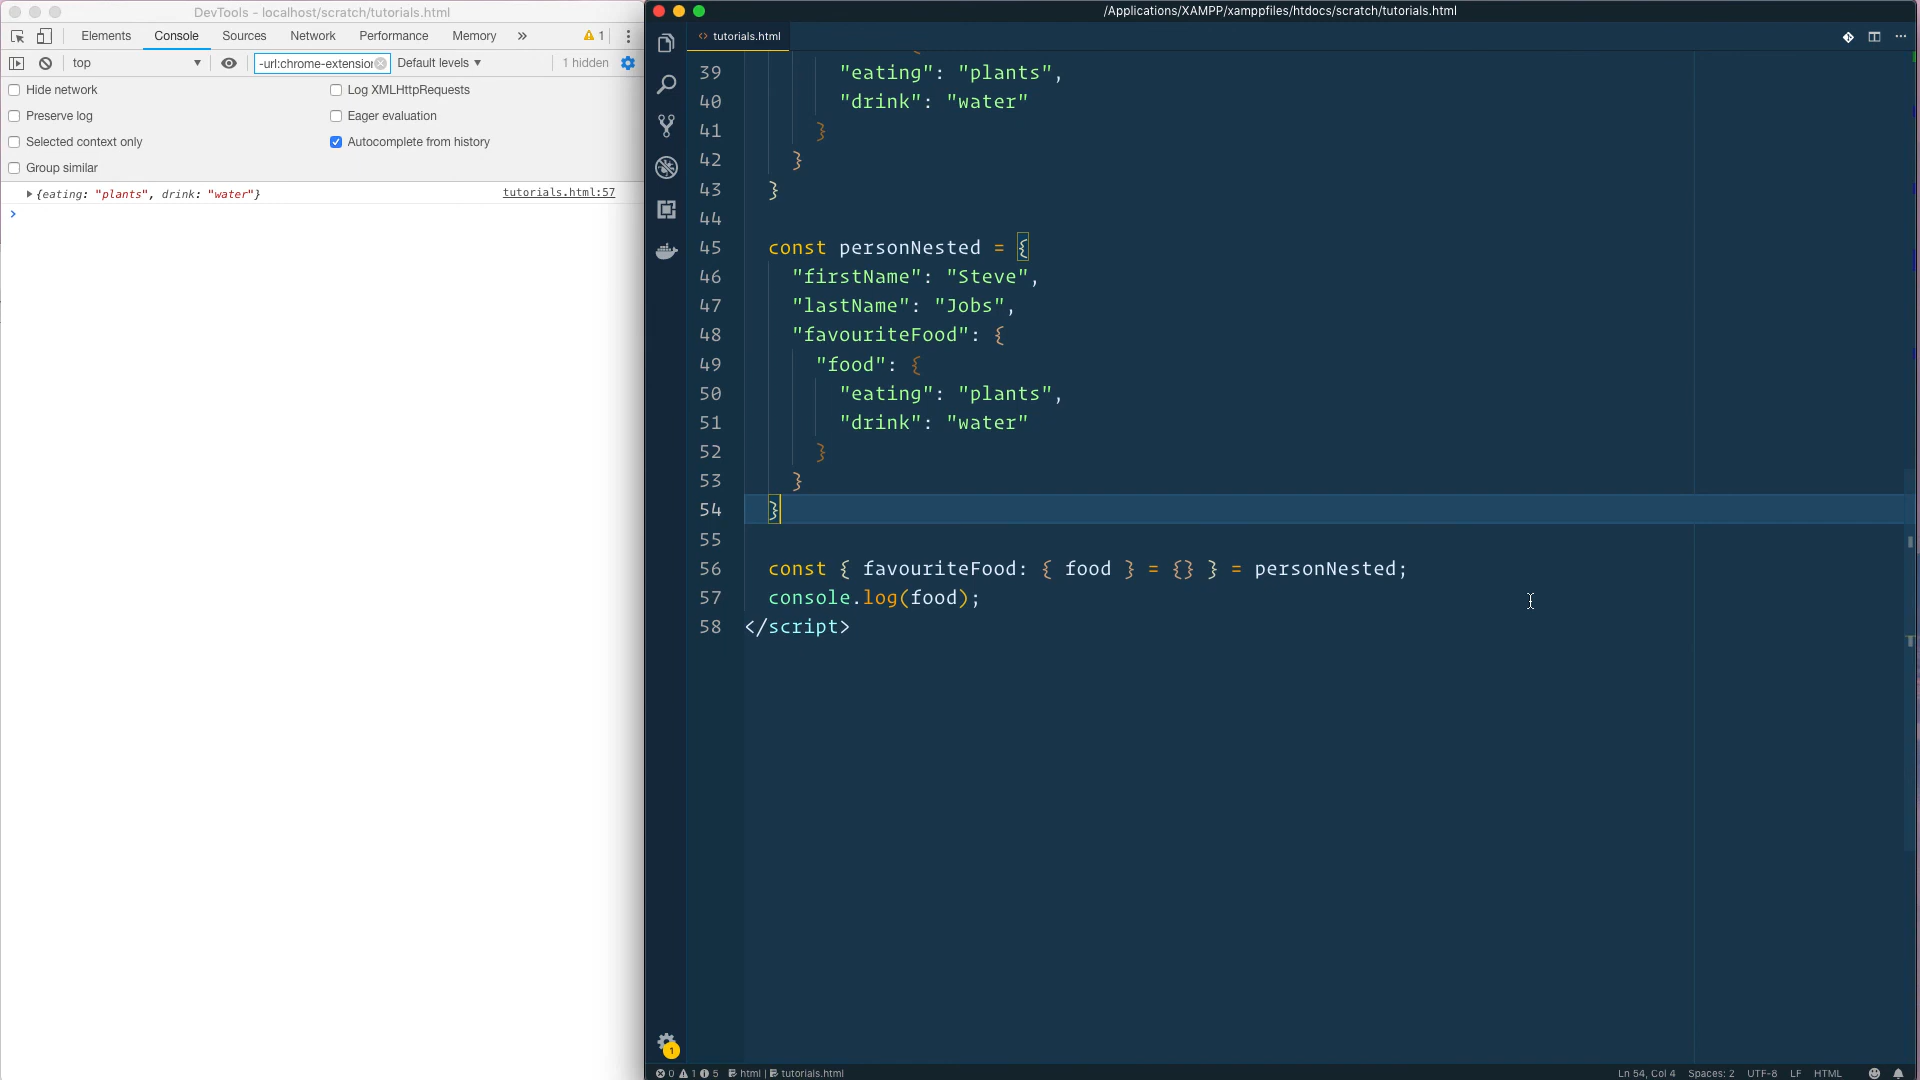 DevTools - localhost/scratch/tutorials.html
Elements Console Sources Network Performance Memory » 1
top -url:chrome-extension Default levels 1 hidden
Hide network Log XMLHttpRequests
Preserve log Eager evaluation
Selected context only Autocomplete from history
Group similar
{eating: "plants", drink: "water"} tutorials.html:57
/Applications/XAMPP/xamppfiles/htdocs/scratch/tutorials.html
tutorials.html
39 "eating": "plants",
40 "drink": "water"
41 }
42 }
43 }
44
45 const personNested = {
46 "firstName": "Steve",
47 "lastName": "Jobs",
48 "favouriteFood": {
49 "food": {
50 "eating": "plants",
51 "drink": "water"
52 }
53 }
54 }
55
56 const { favouriteFood: { food } = {} } = personNested;
57 console.log(food);
58 </script>
1
0 1 5 html | tutorials.html Ln 54, Col 4 Spaces: 2 UTF-8 LF HTML